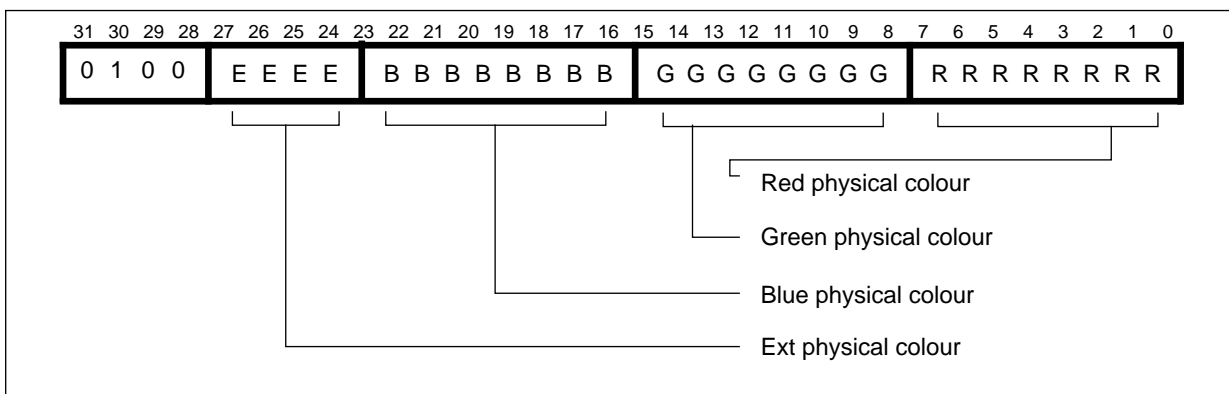 31 30 29 28 27 26 25 24 23 22 21 20 19 18 17 16 15 14 13 12 11 10 9 8 7 6 5 4 3 2 1 0
0 1 0 0 E E E E B B B B B B B B G G G G G G G G R R R R R R R R
Red physical colour
Green physical colour
Blue physical colour
Ext physical colour